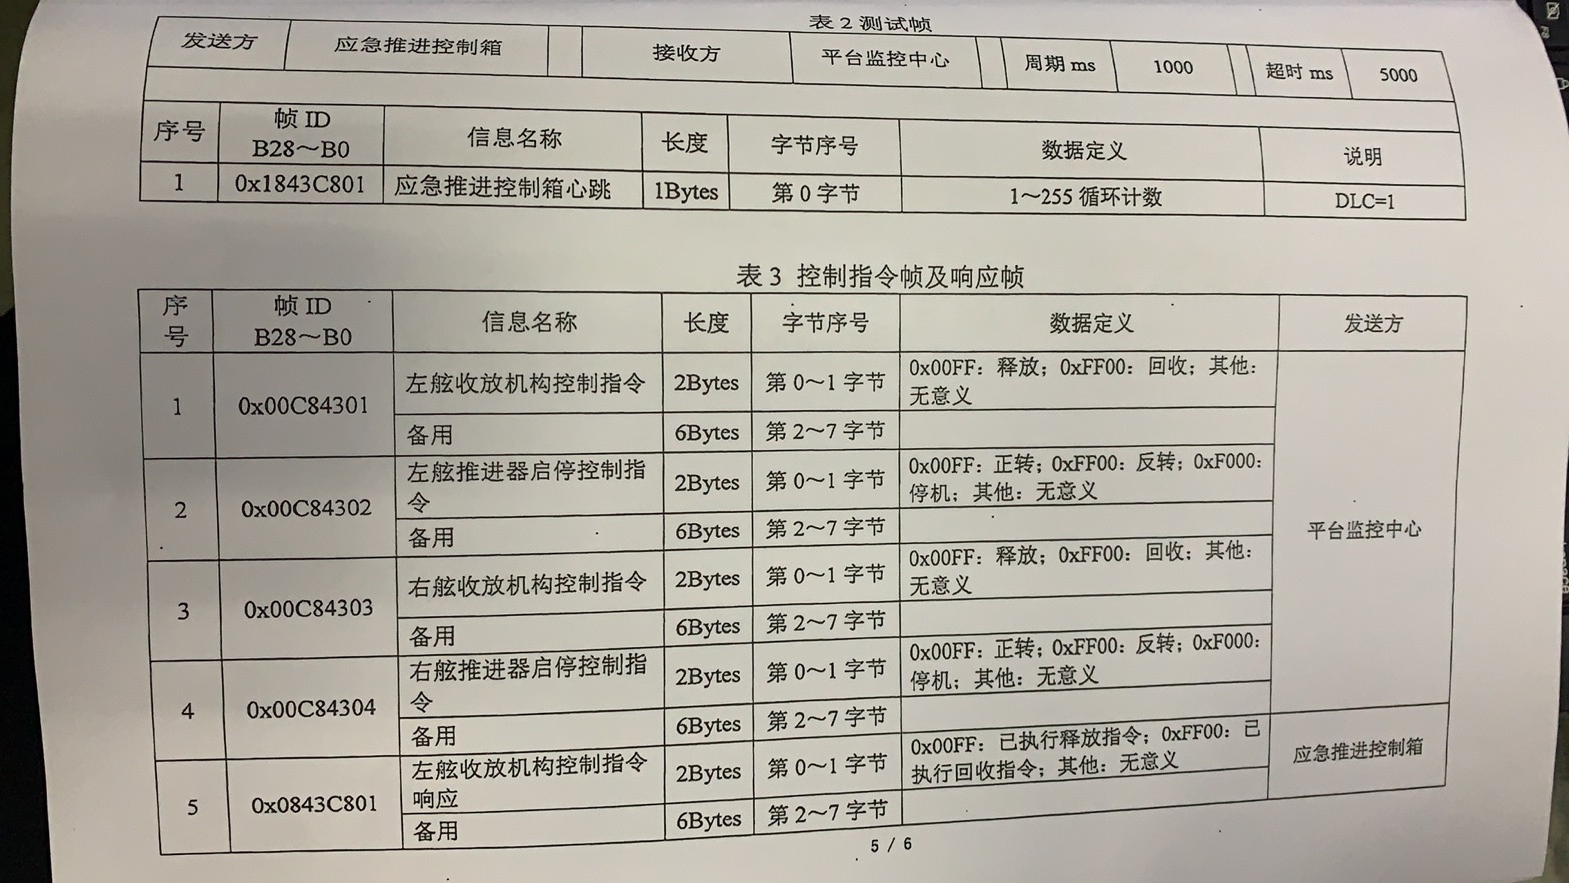 表 2 测试帧
发送方 应急推进控制箱 接收方 平台监控中心 周期 ms 1000 超时 ms 5000
序号 帧 ID B28～B0 信息名称 长度 字节序号 数据定义 说明
1 0x1843C801 应急推进控制箱心跳 1Bytes 第 0 字节 1～255 循环计数 DLC=1
表 3 控制指令帧及响应帧
序号 帧 ID B28～B0 信息名称 长度 字节序号 数据定义 发送方
1 0x00C84301 左舷收放机构控制指令 2Bytes 第 0～1 字节 0x00FF：释放；0xFF00：回收；其他：
无意义
备用 6Bytes 第 2～7 字节
2 0x00C84302 左舷推进器启停控制指
令 2Bytes 第 0～1 字节 0x00FF：正转；0xFF00：反转；0xF000：
停机；其他：无意义
备用 6Bytes 第 2～7 字节
平台监控中心
3 0x00C84303 右舷收放机构控制指令 2Bytes 第 0～1 字节 0x00FF：释放；0xFF00：回收；其他：
无意义
备用 6Bytes 第 2～7 字节
4 0x00C84304 右舷推进器启停控制指
令 2Bytes 第 0～1 字节 0x00FF：正转；0xFF00：反转；0xF000：
停机；其他：无意义
备用 6Bytes 第 2～7 字节
5 0x0843C801 左舷收放机构控制指令
响应 2Bytes 第 0～1 字节 0x00FF：已执行释放指令；0xFF00：已
执行回收指令；其他：无意义
应急推进控制箱
备用 6Bytes 第 2～7 字节
5 / 6